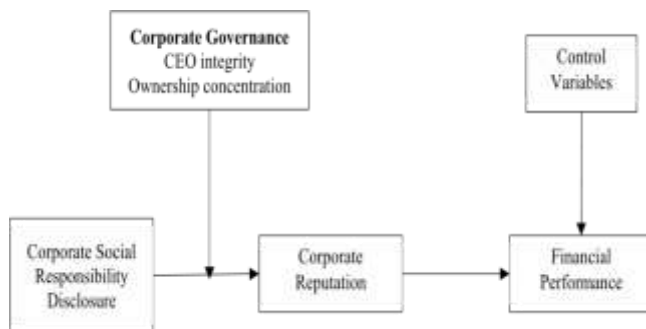 Corporate Governance
CEO integrity
Ownership concentration
Control
Variables
Corporate Social
Responsibility
Disclosure
Corporate
Reputation
Financial
Performance